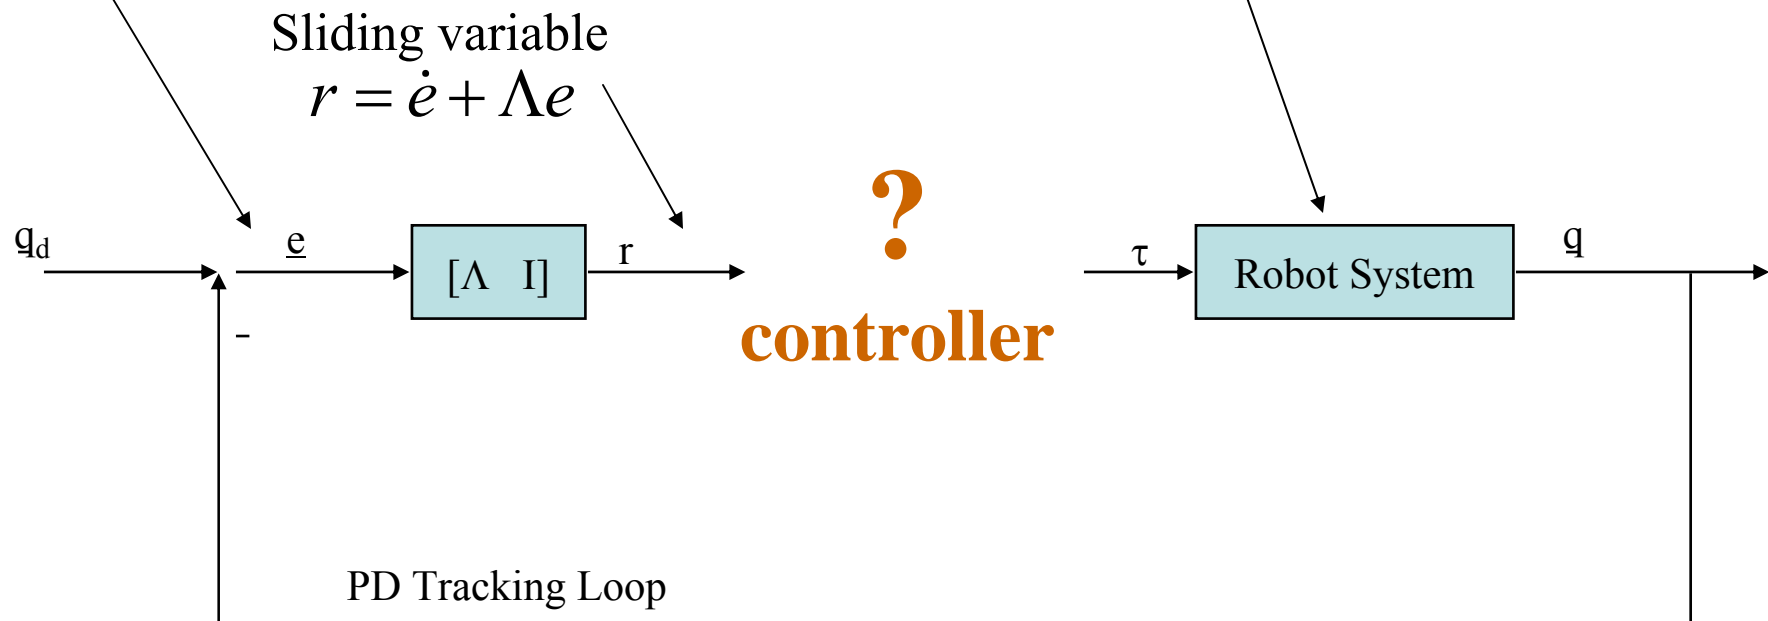 Sliding variable
r = ė + Λe
?
controller
q_d
e
[Λ I]
r
τ
Robot System
q
-
PD Tracking Loop